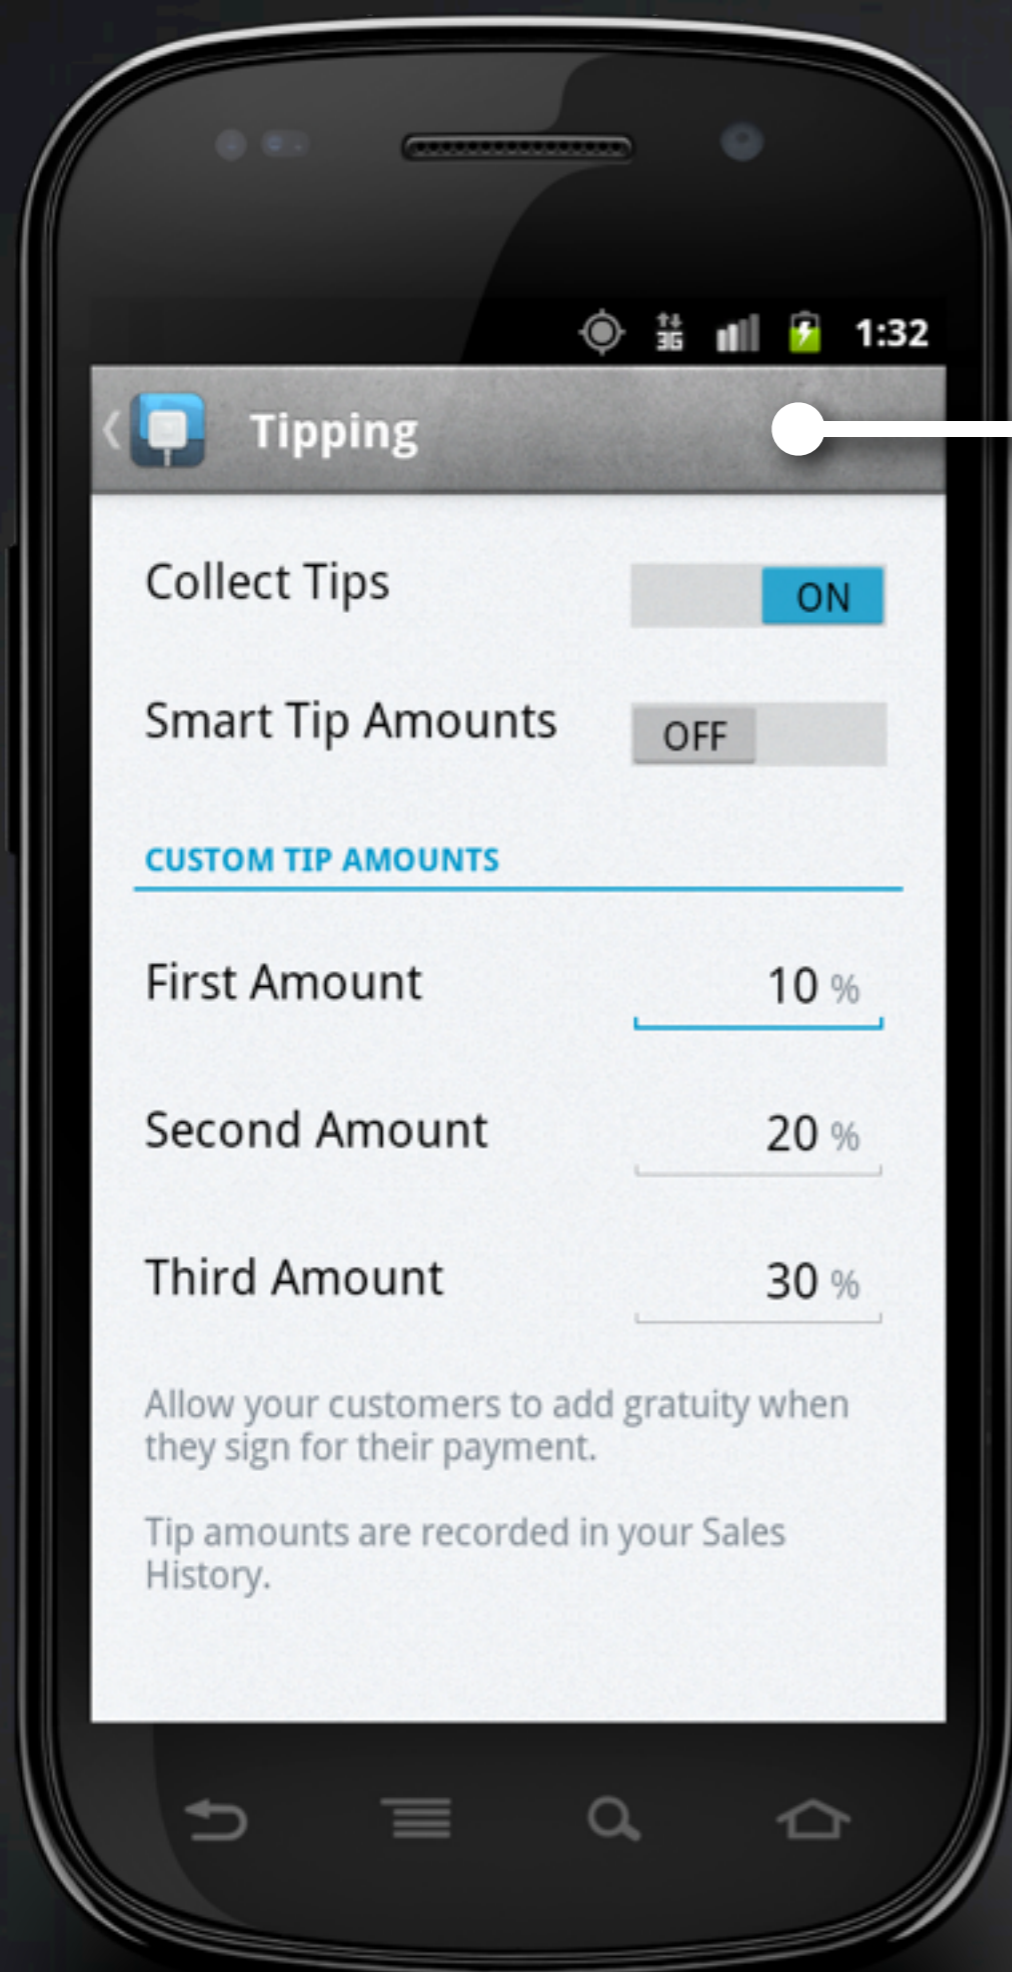 3G 1:32
Tipping
Collect Tips ON
Smart Tip Amounts OFF
CUSTOM TIP AMOUNTS
First Amount 10 %
Second Amount 20 %
Third Amount 30 %
Allow your customers to add gratuity when
they sign for their payment.
Tip amounts are recorded in your Sales
History.